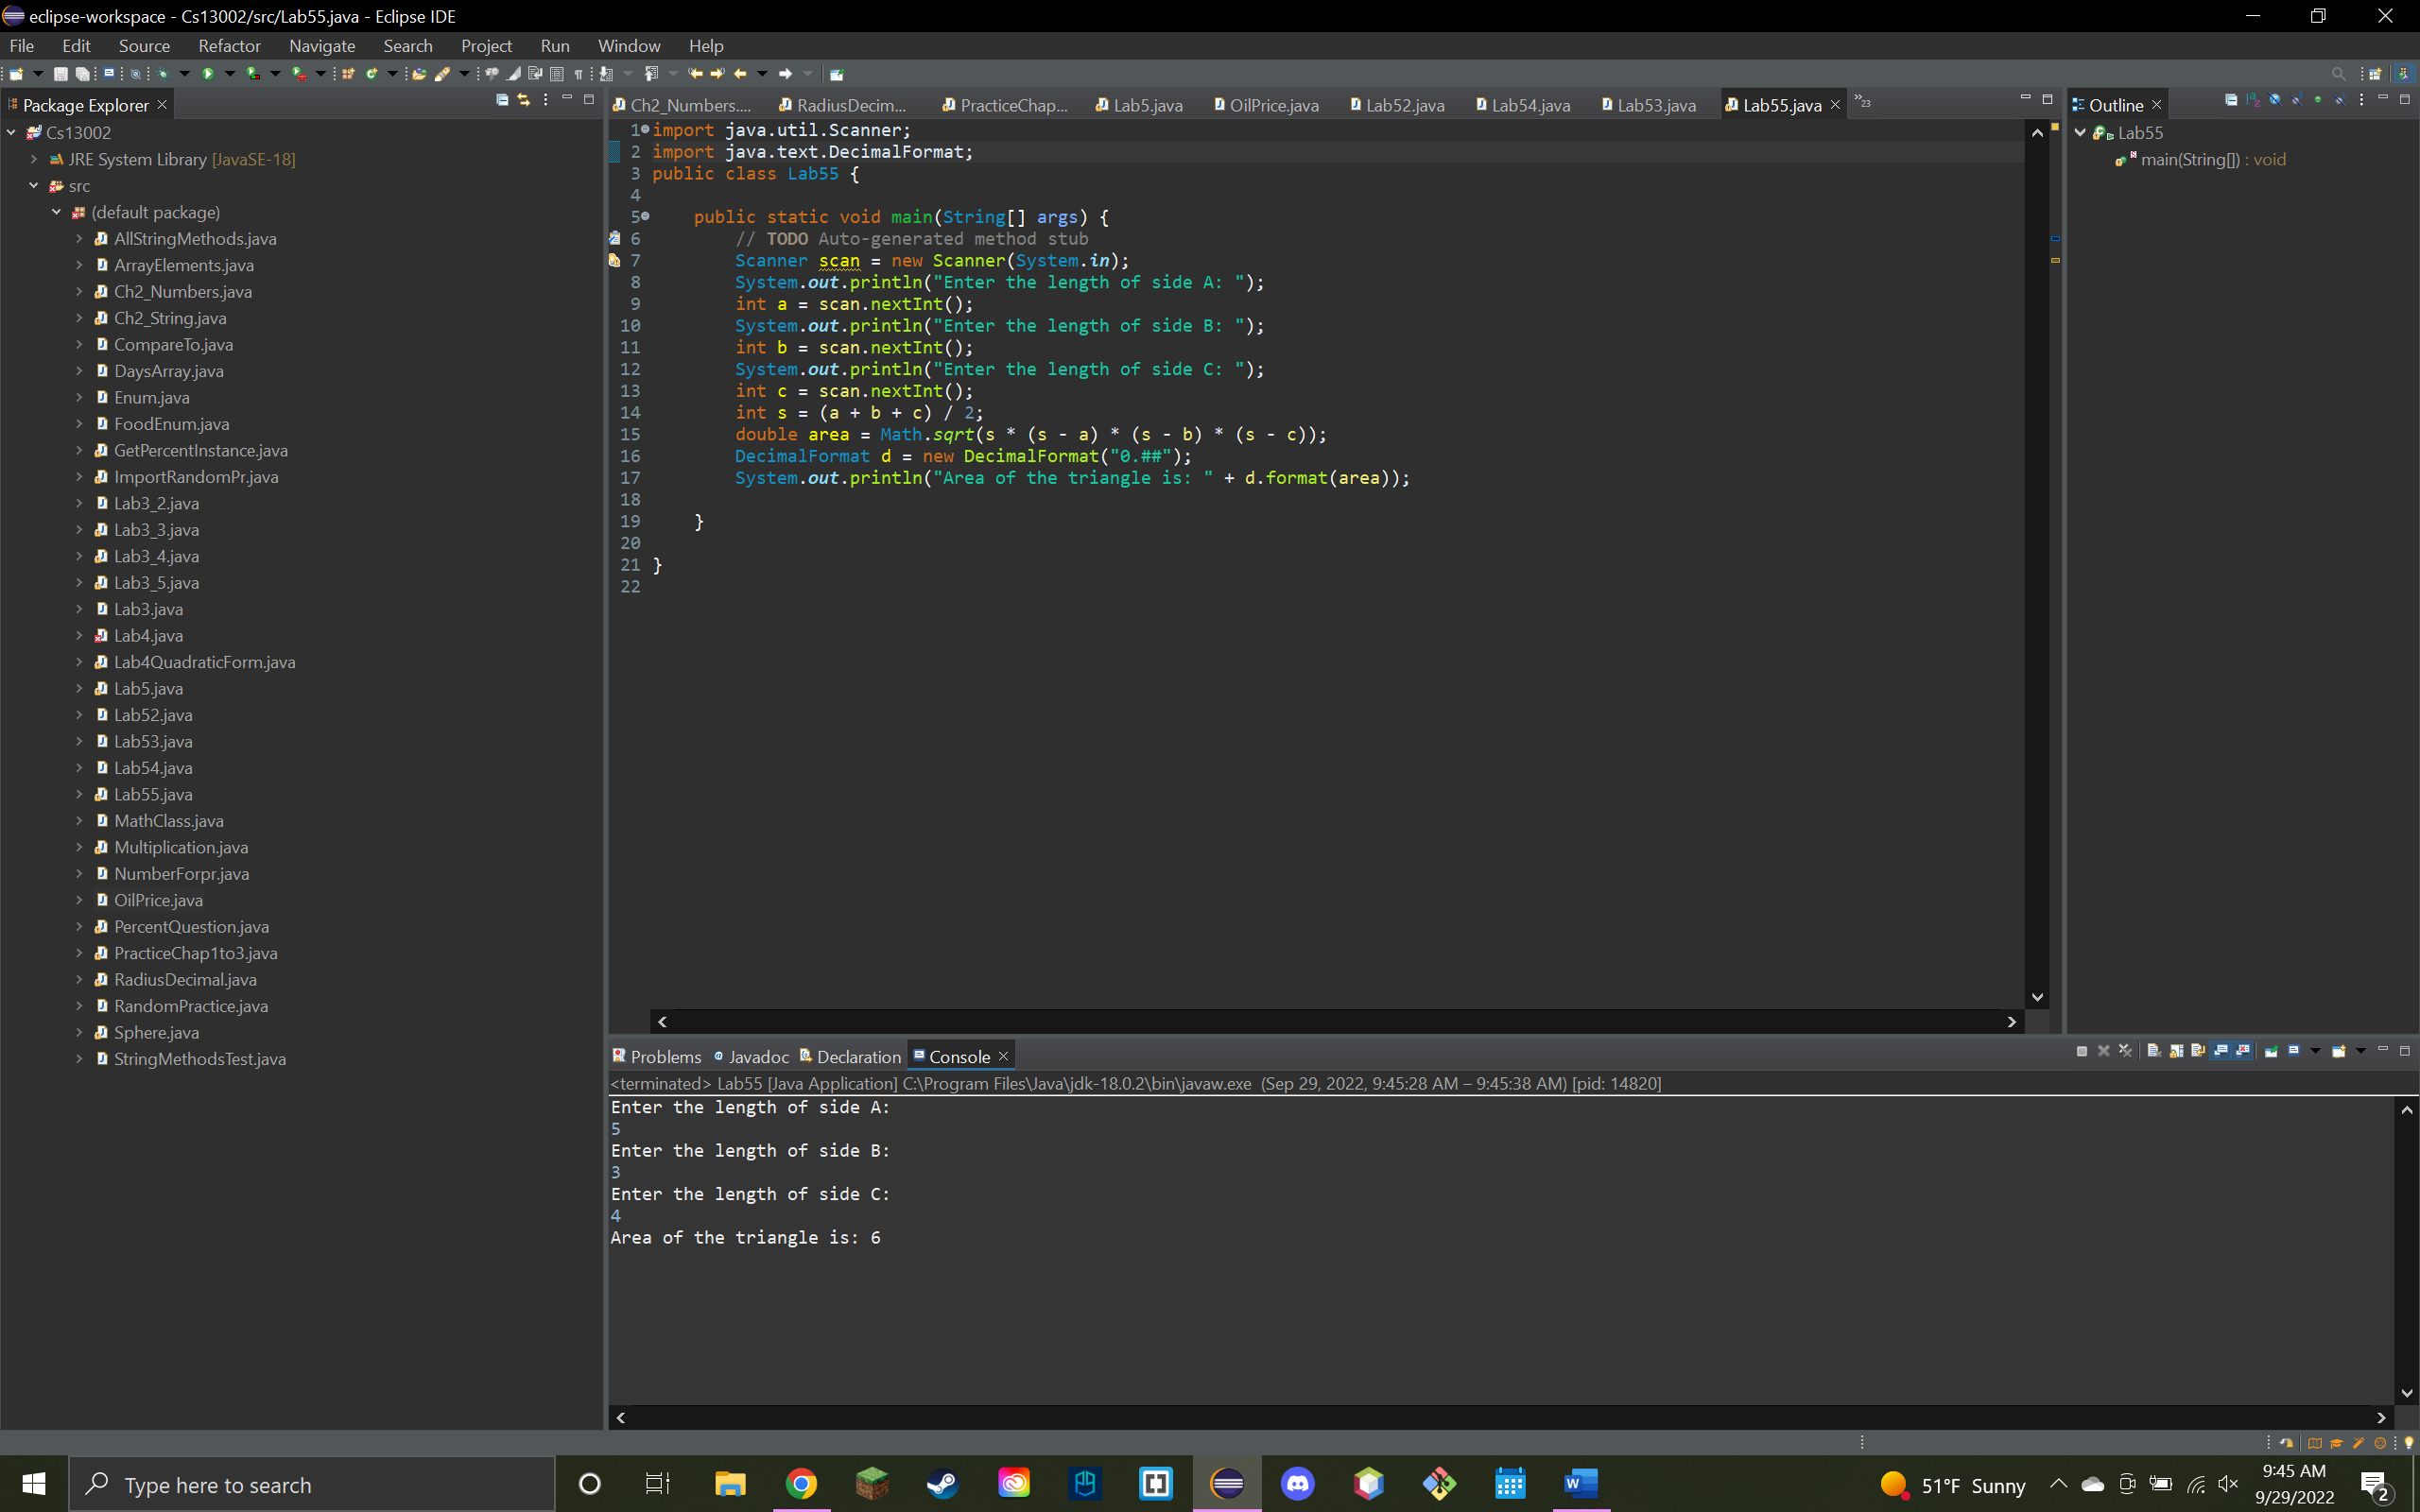 eclipse-workspace - Cs13002/src/Lab55.java - Eclipse IDE
File Edit Source Refactor Navigate Search Project Run Window Help
Package Explorer
Cs13002
JRE System Library [JavaSE-18]
src
(default package)
AllStringMethods.java
ArrayElements.java
Ch2_Numbers.java
Ch2_String.java
CompareTo.java
DaysArray.java
Enum.java
FoodEnum.java
GetPercentInstance.java
ImportRandomPr.java
Lab3_2.java
Lab3_3.java
Lab3_4.java
Lab3_5.java
Lab3.java
Lab4.java
Lab4QuadraticForm.java
Lab5.java
Lab52.java
Lab53.java
Lab54.java
Lab55.java
MathClass.java
Multiplication.java
NumberForpr.java
OilPrice.java
PercentQuestion.java
PracticeChap1to3.java
RadiusDecimal.java
RandomPractice.java
Sphere.java
StringMethodsTest.java
Ch2_Numbers.... RadiusDecim... PracticeChap... Lab5.java OilPrice.java Lab52.java Lab54.java Lab53.java Lab55.java »23
1 import java.util.Scanner;
2 import java.text.DecimalFormat;
3 public class Lab55 {
4
5 public static void main(String[] args) {
6 // TODO Auto-generated method stub
7 Scanner scan = new Scanner(System.in);
8 System.out.println("Enter the length of side A: ");
9 int a = scan.nextInt();
10 System.out.println("Enter the length of side B: ");
11 int b = scan.nextInt();
12 System.out.println("Enter the length of side C: ");
13 int c = scan.nextInt();
14 int s = (a + b + c) / 2;
15 double area = Math.sqrt(s * (s - a) * (s - b) * (s - c));
16 DecimalFormat d = new DecimalFormat("0.##");
17 System.out.println("Area of the triangle is: " + d.format(area));
18
19 }
20
21 }
22
Outline
Lab55
main(String[]) : void
Problems Javadoc Declaration Console
<terminated> Lab55 [Java Application] C:\Program Files\Java\jdk-18.0.2\bin\javaw.exe (Sep 29, 2022, 9:45:28 AM – 9:45:38 AM) [pid: 14820]
Enter the length of side A:
5
Enter the length of side B:
3
Enter the length of side C:
4
Area of the triangle is: 6
Type here to search
51°F Sunny
9:45 AM
9/29/2022
2